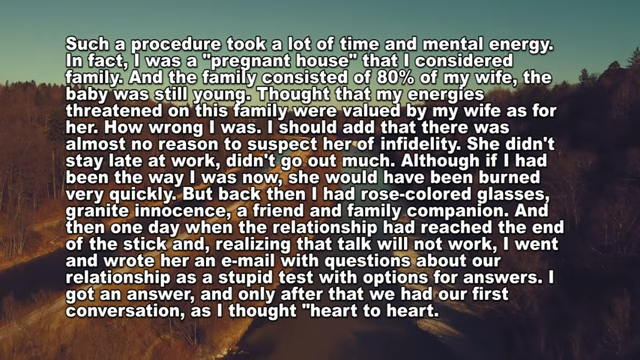 Such a procedure took a lot of time and mental energy.
In fact, I was a "pregnant house" that I considered
family. And the family consisted of 80% of my wife, the
baby was still young. Thought that my energies
threatened on this family were valued by my wife as for
her. How wrong I was. I should add that there was
almost no reason to suspect her of infidelity. She didn't
stay late at work, didn't go out much. Although if I had
been the way I was now, she would have been burned
very quickly. But back then I had rose-colored glasses,
granite innocence, a friend and family companion. And
then one day when the relationship had reached the end
of the stick and, realizing that talk will not work, I went
and wrote her an e-mail with questions about our
relationship as a stupid test with options for answers. I
got an answer, and only after that we had our first
conversation, as I thought "heart to heart.